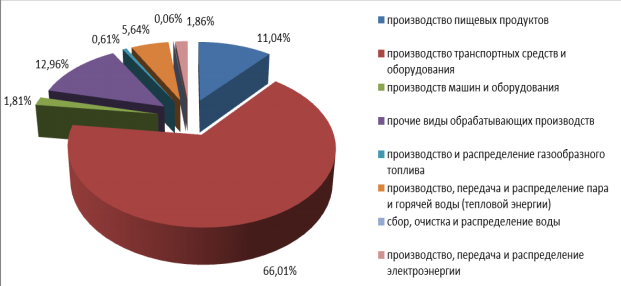 0,06%
1,86%
5,64%
0,61%
11,04%
12,96%
1,81%
66,01%
производство пищевых продуктов
производство транспортных средств и
оборудования
производств машин и оборудования
прочие виды обрабатывающих производств
производство и распределение газообразного
топлива
производство, передача и распределение пара
и горячей воды (тепловой энергии)
сбор, очистка и распределение воды
производство, передача и распределение
электроэнергии